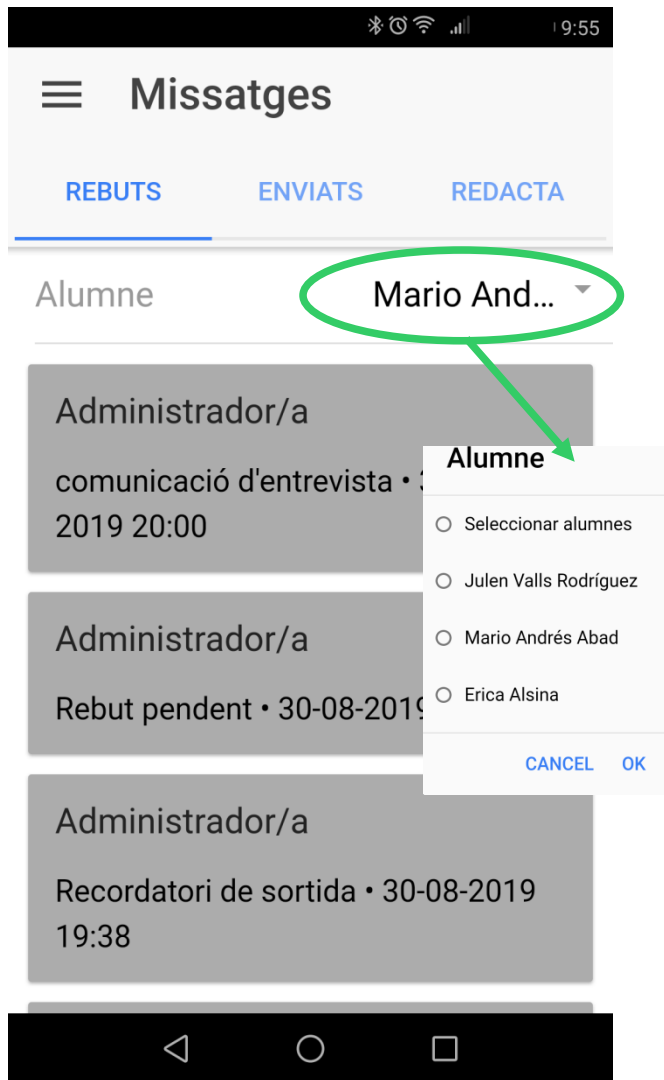 9:55
Missatges
REBUTS ENVIATS REDACTA
Alumne Mario And...
Administrador/a
comunicació d'entrevista •
2019 20:00
Administrador/a
Rebut pendent • 30-08-2019
Administrador/a
Recordatori de sortida • 30-08-2019
19:38
Alumne
Seleccionar alumnes
Julen Valls Rodríguez
Mario Andrés Abad
Erica Alsina
CANCEL OK